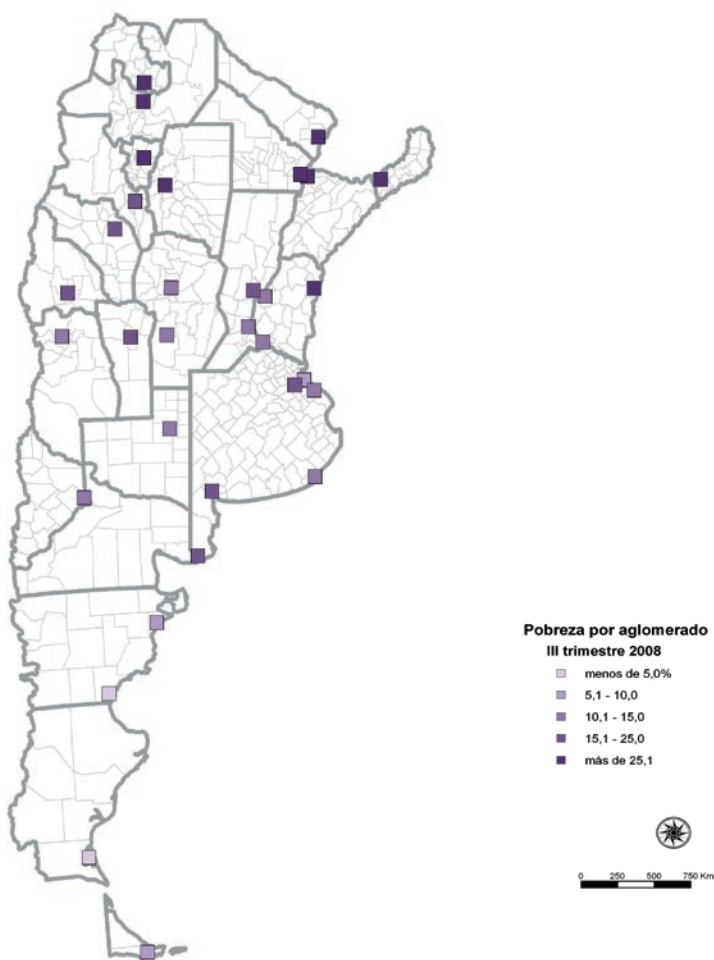 Pobreza por aglomerado
III trimestre 2008
menos de 5,0%
5,1 - 10,0
10,1 - 15,0
15,1 - 25,0
más de 25,1
0 250 500 750 Km